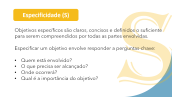 Especificidade (S)
Objetivos específicos são claros, concisos e definidos o suficiente
para serem compreendidos por todas as partes envolvidas.
Especificar um objetivo envolve responder a perguntas-chave:
• Quem está envolvido?
• O que precisa ser alcançado?
• Onde ocorrerá?
• Qual é a importância do objetivo?
S